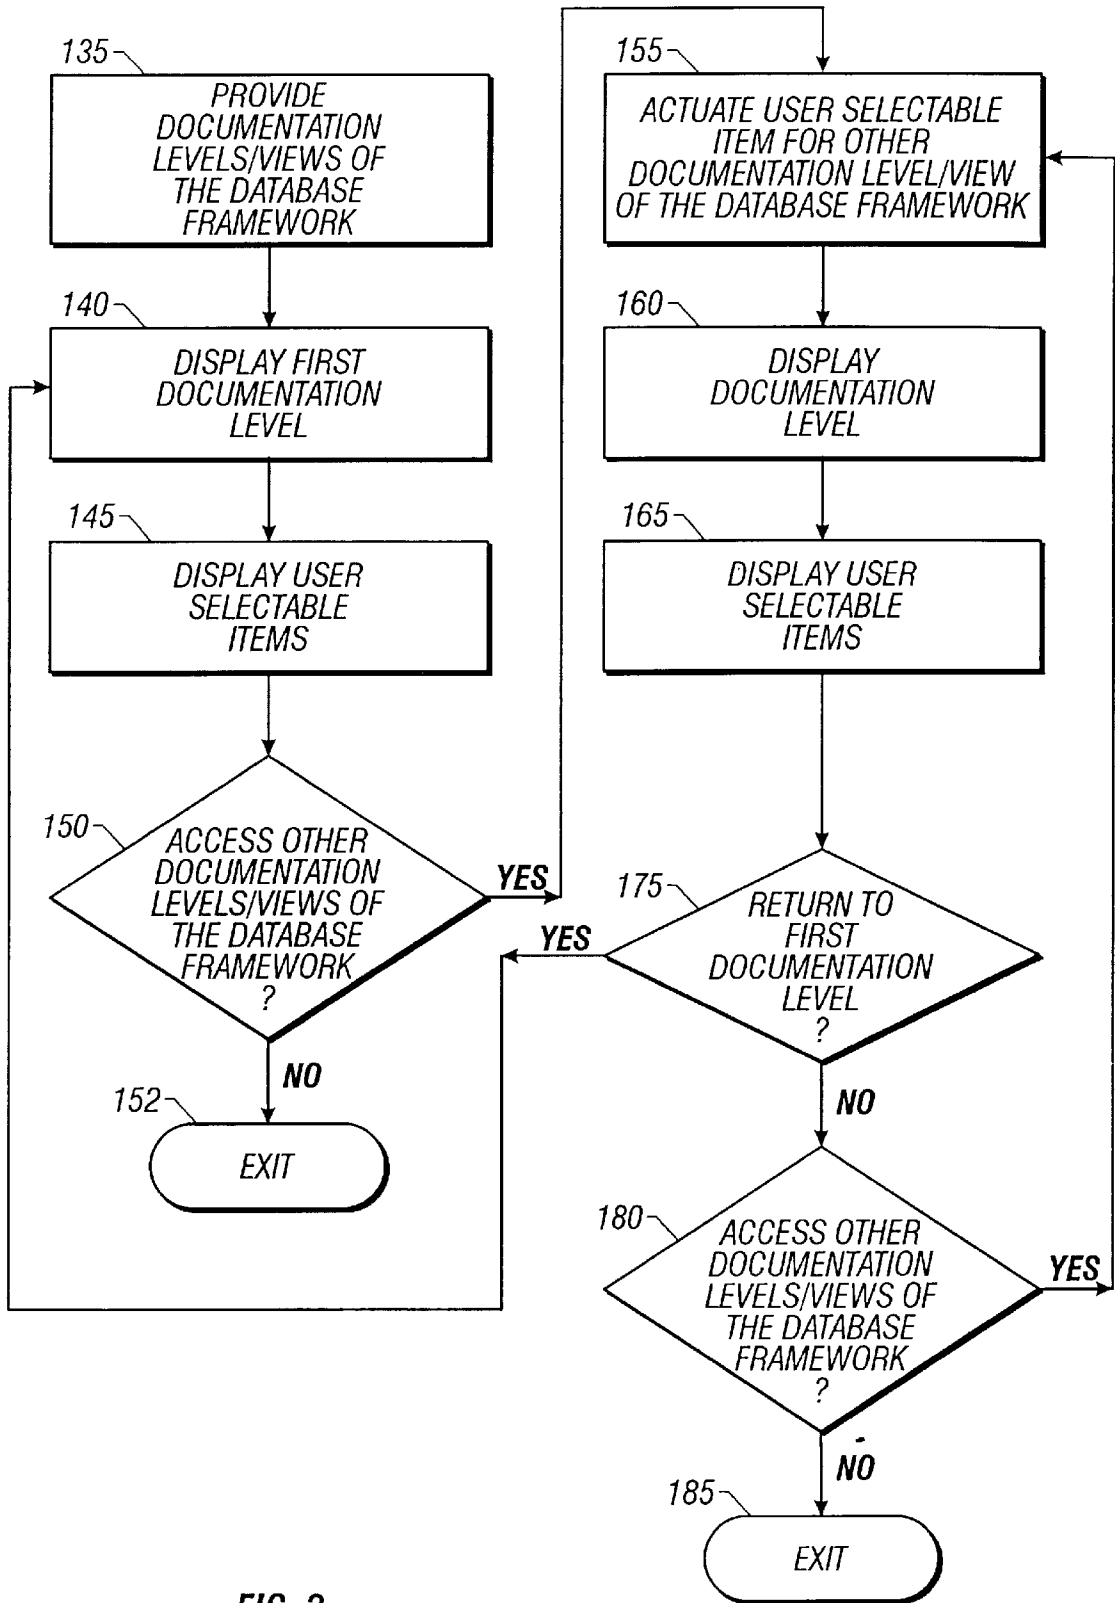 135
PROVIDE
DOCUMENTATION
LEVELS/VIEWS OF
THE DATABASE
FRAMEWORK
140
DISPLAY FIRST
DOCUMENTATION
LEVEL
145
DISPLAY USER
SELECTABLE
ITEMS
150
ACCESS OTHER
DOCUMENTATION
LEVELS/VIEWS OF
THE DATABASE
FRAMEWORK
?
YES
NO
152
EXIT
155
ACTUATE USER SELECTABLE
ITEM FOR OTHER
DOCUMENTATION LEVEL/VIEW
OF THE DATABASE FRAMEWORK
160
DISPLAY
DOCUMENTATION
LEVEL
165
DISPLAY USER
SELECTABLE
ITEMS
175
RETURN TO
FIRST
DOCUMENTATION
LEVEL
?
YES
NO
180
ACCESS OTHER
DOCUMENTATION
LEVELS/VIEWS OF
THE DATABASE
FRAMEWORK
?
YES
NO
185
EXIT